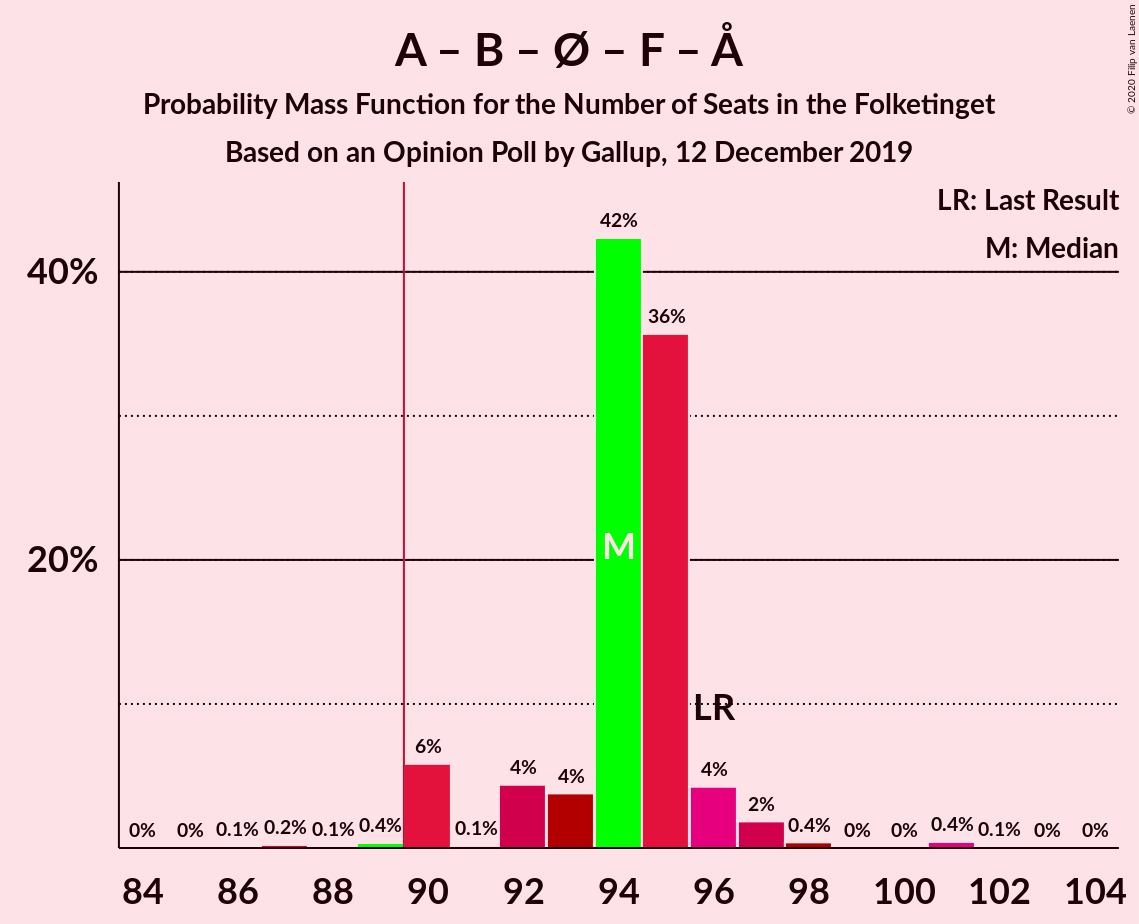 A – B – Ø – F – Å
Probability Mass Function for the Number of Seats in the Folketinget
Based on an Opinion Poll by Gallup, 12 December 2019
© 2020 Filip van Laenen
LR: Last Result
M: Median
40%
20%
0%
0%
0.1%
0.2%
0.1%
0.4%
6%
0.1%
4%
4%
42%
36%
4%
2%
0.4%
0%
0%
0.4%
0.1%
0%
0%
M
LR
84 86 88 90 92 94 96 98 100 102 104